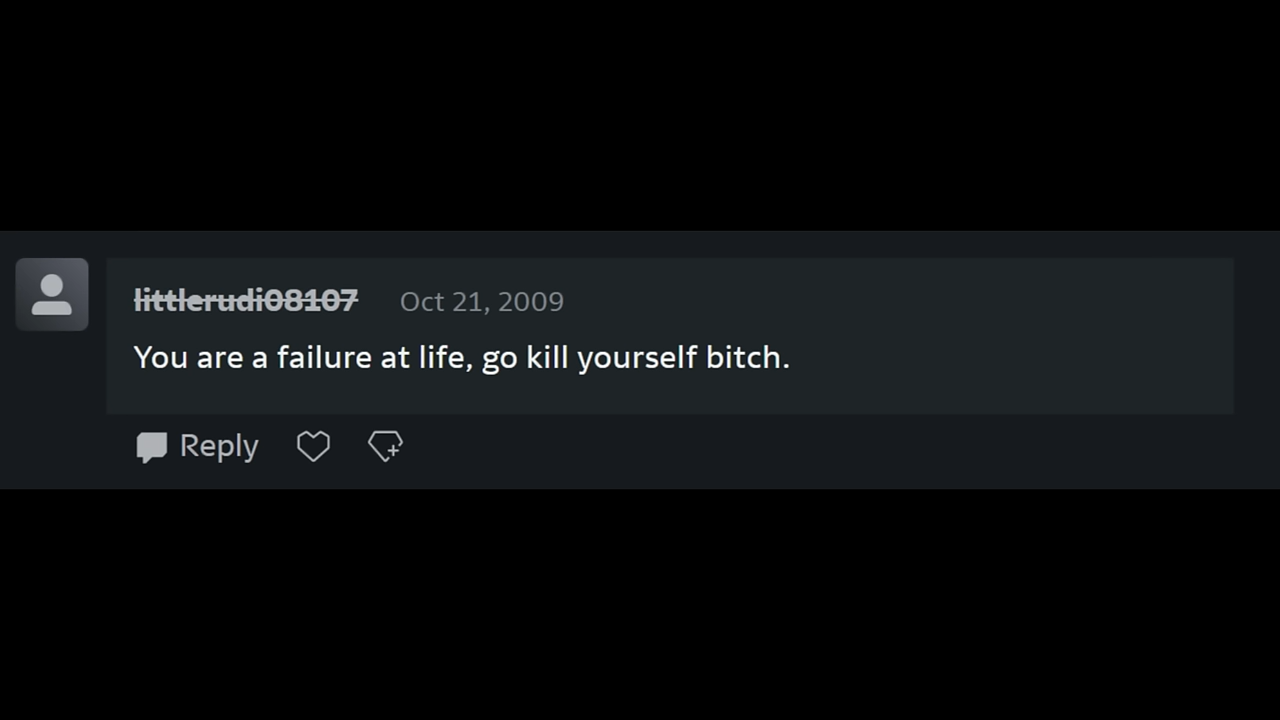 littlerudi08107 Oct 21, 2009
You are a failure at life, go kill yourself bitch.
Reply